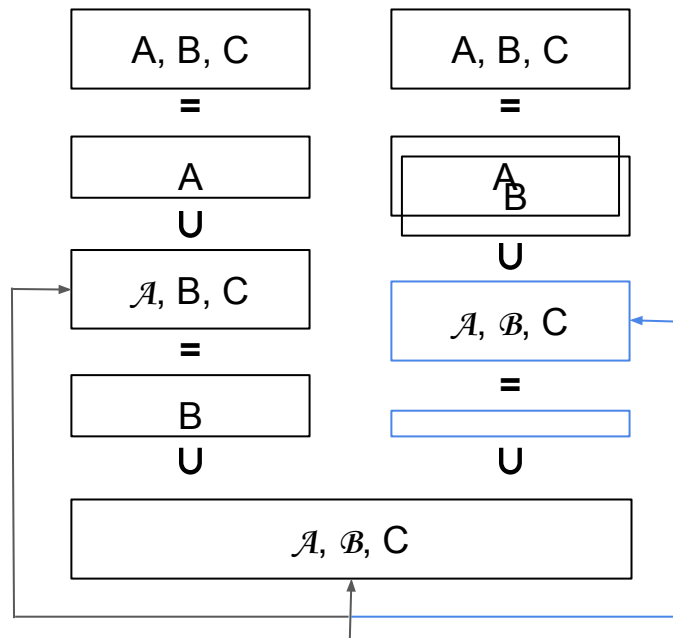 A, B, C
=
A
∪
𝒜, B, C
=
B
∪
A, B, C
=
A
B
∪
𝒜, ℬ, C
=
∪
𝒜, ℬ, C